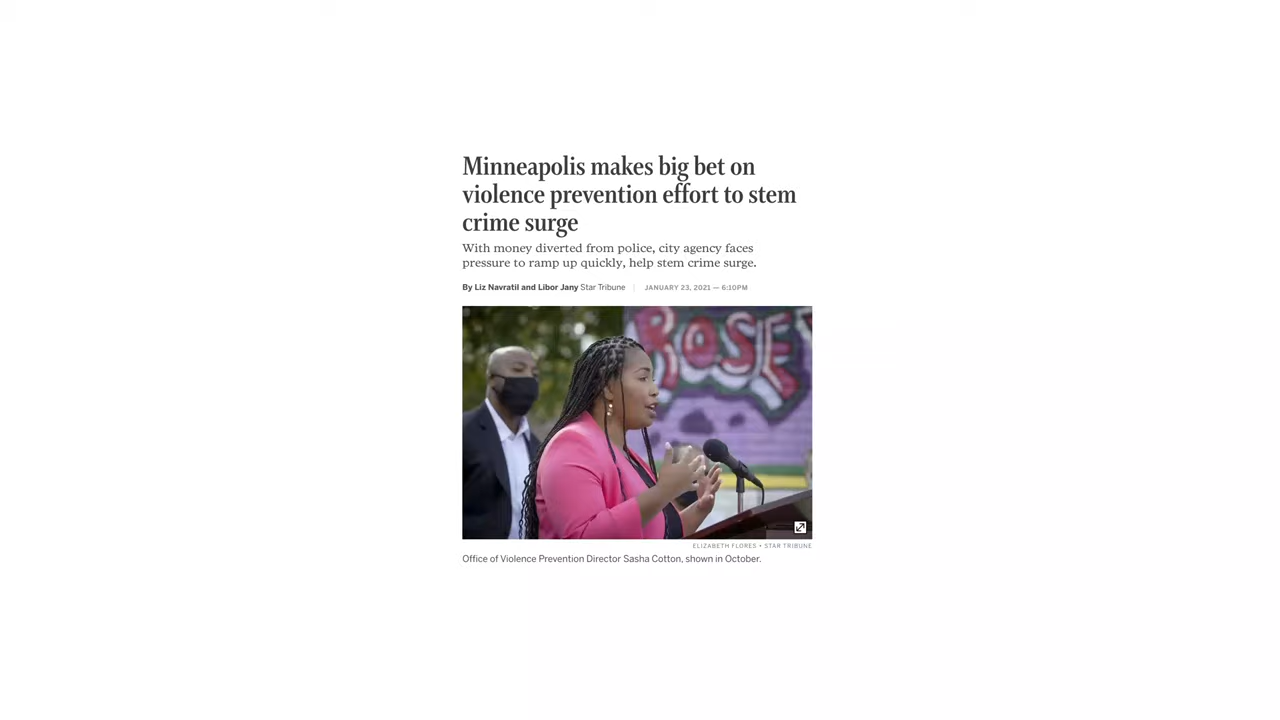 Minneapolis makes big bet on
violence prevention effort to stem
crime surge
With money diverted from police, city agency faces
pressure to ramp up quickly, help stem crime surge.
By Liz Navratil and Libor Jany Star Tribune | JANUARY 23, 2021 — 6:10PM
ROSE
ELIZABETH FLORES • STAR TRIBUNE
Office of Violence Prevention Director Sasha Cotton, shown in October.